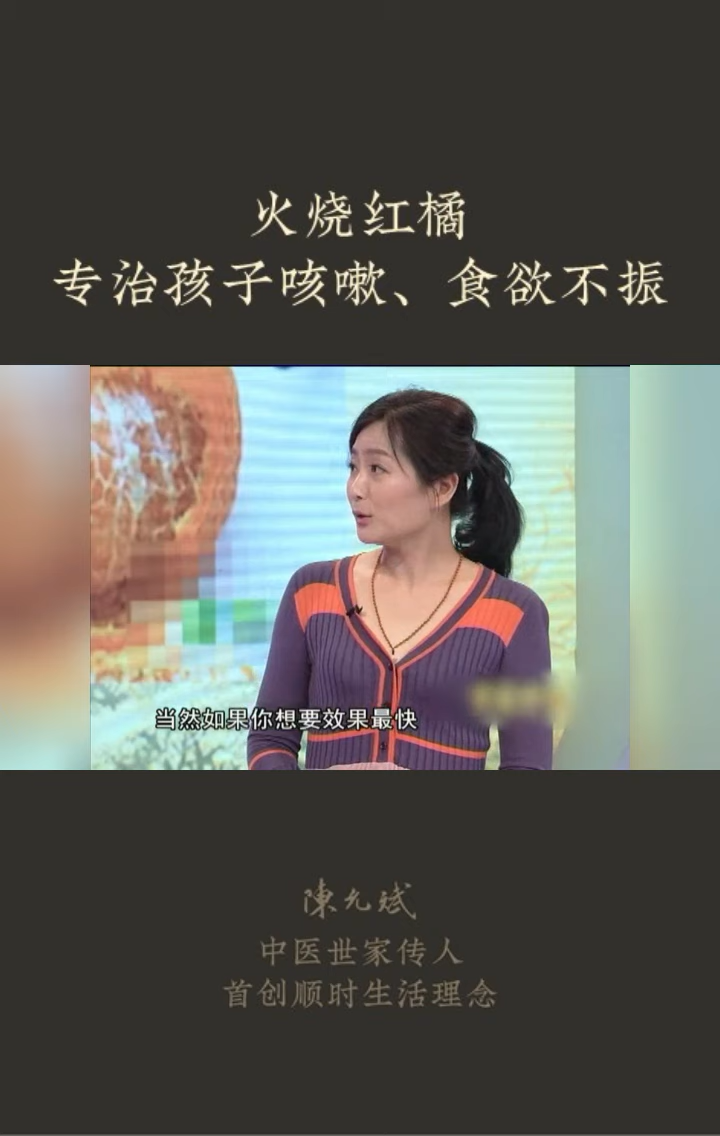 火烧红橘
专治孩子咳嗽、食欲不振
当然如果你想要效果最快
陳允斌
中医世家传人
首创顺时生活理念